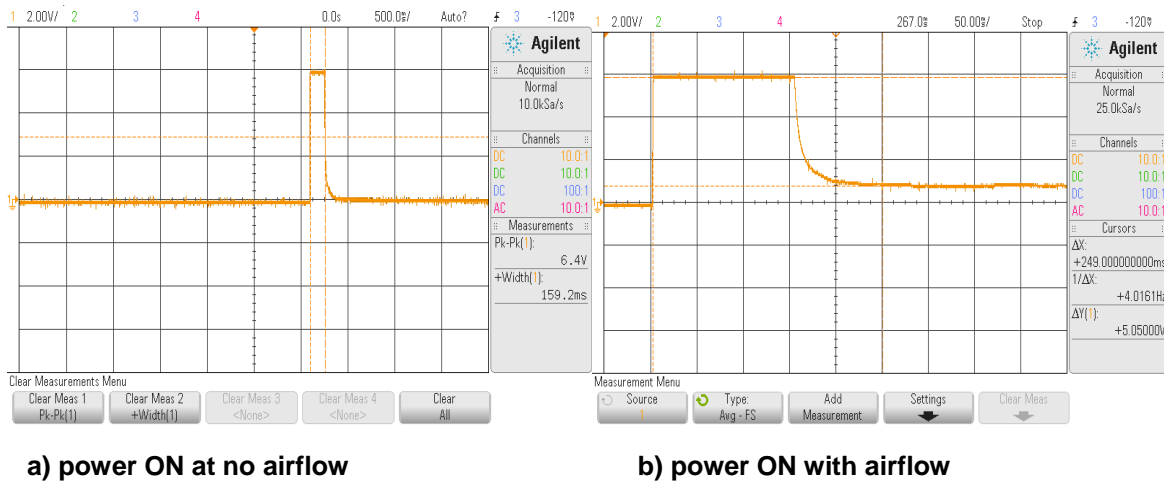 1 2.00V/ 2 3 4 0.0s 500.0ms/ Auto? 3 -120V
Agilent
Acquisition
Normal
10.0kSa/s
Channels
DC 10.0:1
DC 10.0:1
DC 100:1
AC 10.0:1
Measurements
Pk-Pk(1):
6.4V
+Width(1):
159.2ms
Clear Measurements Menu
Clear Meas 1 Clear Meas 2 Clear Meas 3 Clear Meas 4 Clear
Pk-Pk(1) +Width(1) <None> <None> All
a) power ON at no airflow
1 2.00V/ 2 3 4 267.0ms 50.00ms/ Stop 3 -120V
Agilent
Acquisition
Normal
25.0kSa/s
Channels
DC 10.0:1
DC 10.0:1
DC 100:1
AC 10.0:1
Cursors
ΔX:
+249.000000000ms
1/ΔX:
+4.0161Hz
ΔY(1):
+5.05000V
Measurement Menu
Source Type: Add Settings Clear Meas
1 Avg - FS Measurement
b) power ON with airflow